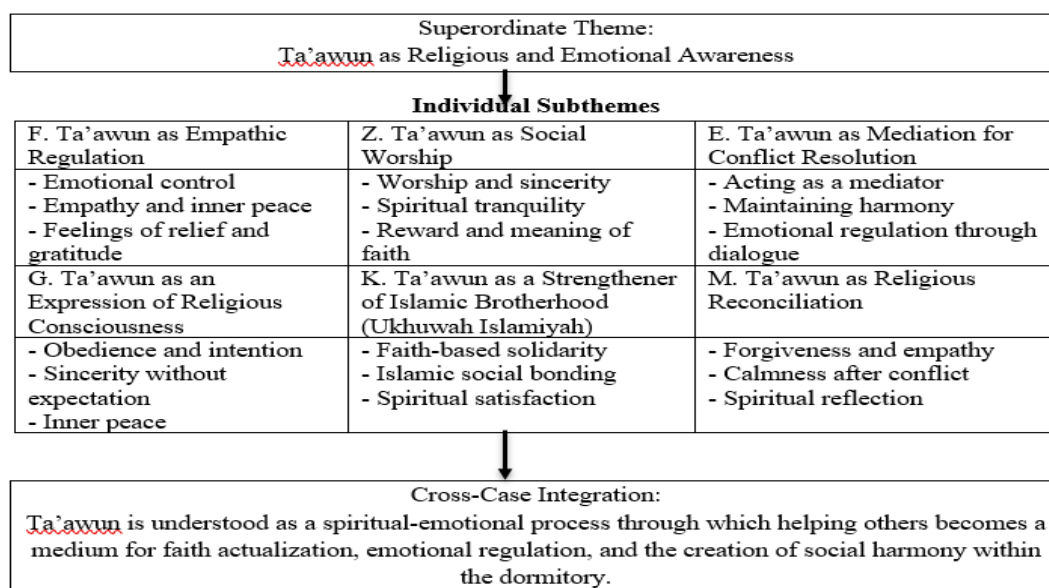 Superordinate Theme:
Ta’awun as Religious and Emotional Awareness
Individual Subthemes
F. Ta’awun as Empathic
Regulation
- Emotional control
- Empathy and inner peace
- Feelings of relief and
gratitude
Z. Ta’awun as Social
Worship
- Worship and sincerity
- Spiritual tranquility
- Reward and meaning of
faith
E. Ta’awun as Mediation for
Conflict Resolution
- Acting as a mediator
- Maintaining harmony
- Emotional regulation through
dialogue
G. Ta’awun as an
Expression of Religious
Consciousness
- Obedience and intention
- Sincerity without
expectation
- Inner peace
K. Ta’awun as a Strengthener
of Islamic Brotherhood
(Ukhuwah Islamiyah)
- Faith-based solidarity
- Islamic social bonding
- Spiritual satisfaction
M. Ta’awun as Religious
Reconciliation
- Forgiveness and empathy
- Calmness after conflict
- Spiritual reflection
Cross-Case Integration:
Ta’awun is understood as a spiritual-emotional process through which helping others becomes a
medium for faith actualization, emotional regulation, and the creation of social harmony within
the dormitory.